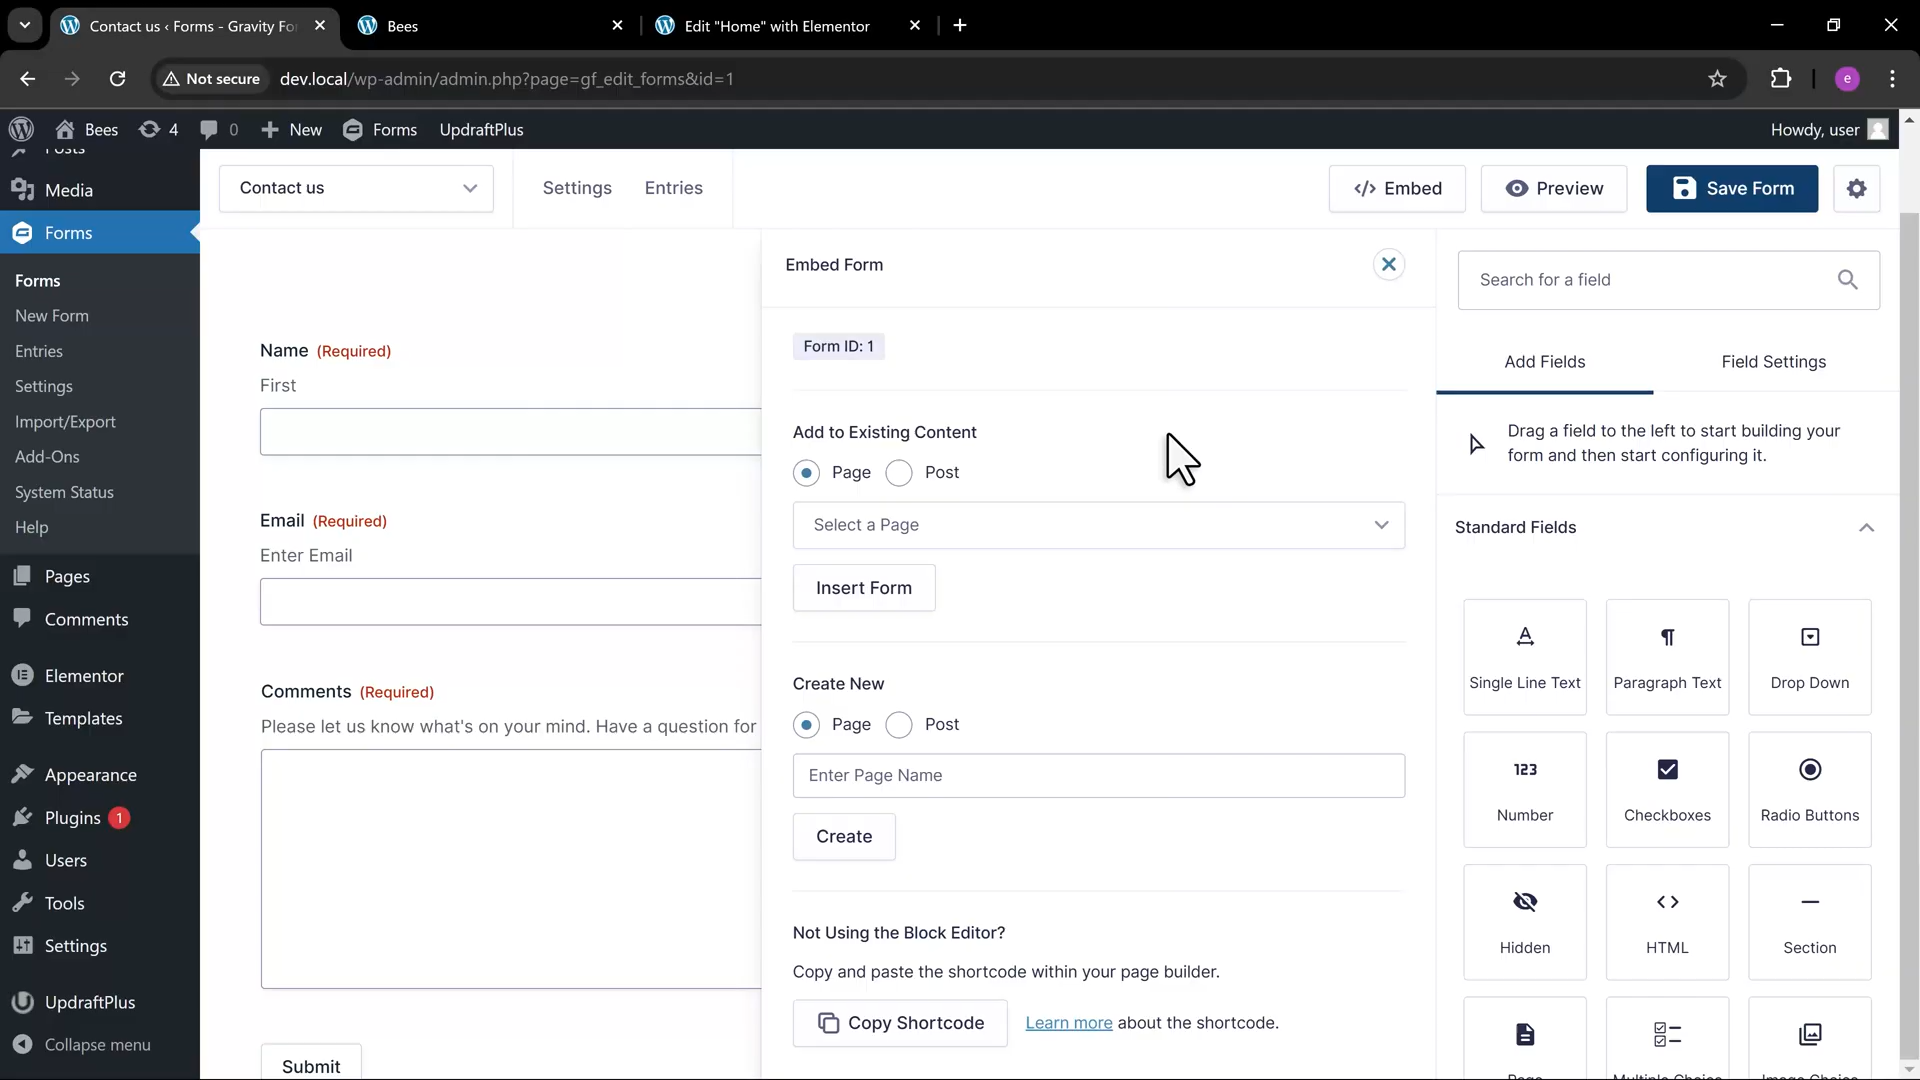 Contact us ‹ Forms - Gravity Fo
Bees
Edit "Home" with Elementor
Not secure
dev.local/wp-admin/admin.php?page=gf_edit_forms&id=1
e
Bees
4
0
New
Forms
UpdraftPlus
Howdy, user
Posts
Media
Forms
Forms
New Form
Entries
Settings
Import/Export
Add-Ons
System Status
Help
Pages
Comments
Elementor
Templates
Appearance
Plugins 1
Users
Tools
Settings
UpdraftPlus
Collapse menu
Contact us
Settings
Entries
</> Embed
Preview
Save Form
Name (Required)
First
Email (Required)
Enter Email
Comments (Required)
Please let us know what's on your mind. Have a question for
Submit
Embed Form
Form ID: 1
Add to Existing Content
Page
Post
Select a Page
Insert Form
Create New
Page
Post
Enter Page Name
Create
Not Using the Block Editor?
Copy and paste the shortcode within your page builder.
Copy Shortcode
Learn more about the shortcode.
Search for a field
Add Fields
Field Settings
Drag a field to the left to start building your
form and then start configuring it.
Standard Fields
Single Line Text
Paragraph Text
Drop Down
123
Number
Checkboxes
Radio Buttons
Hidden
HTML
Section
Page
Multiple Choice
Image Choice